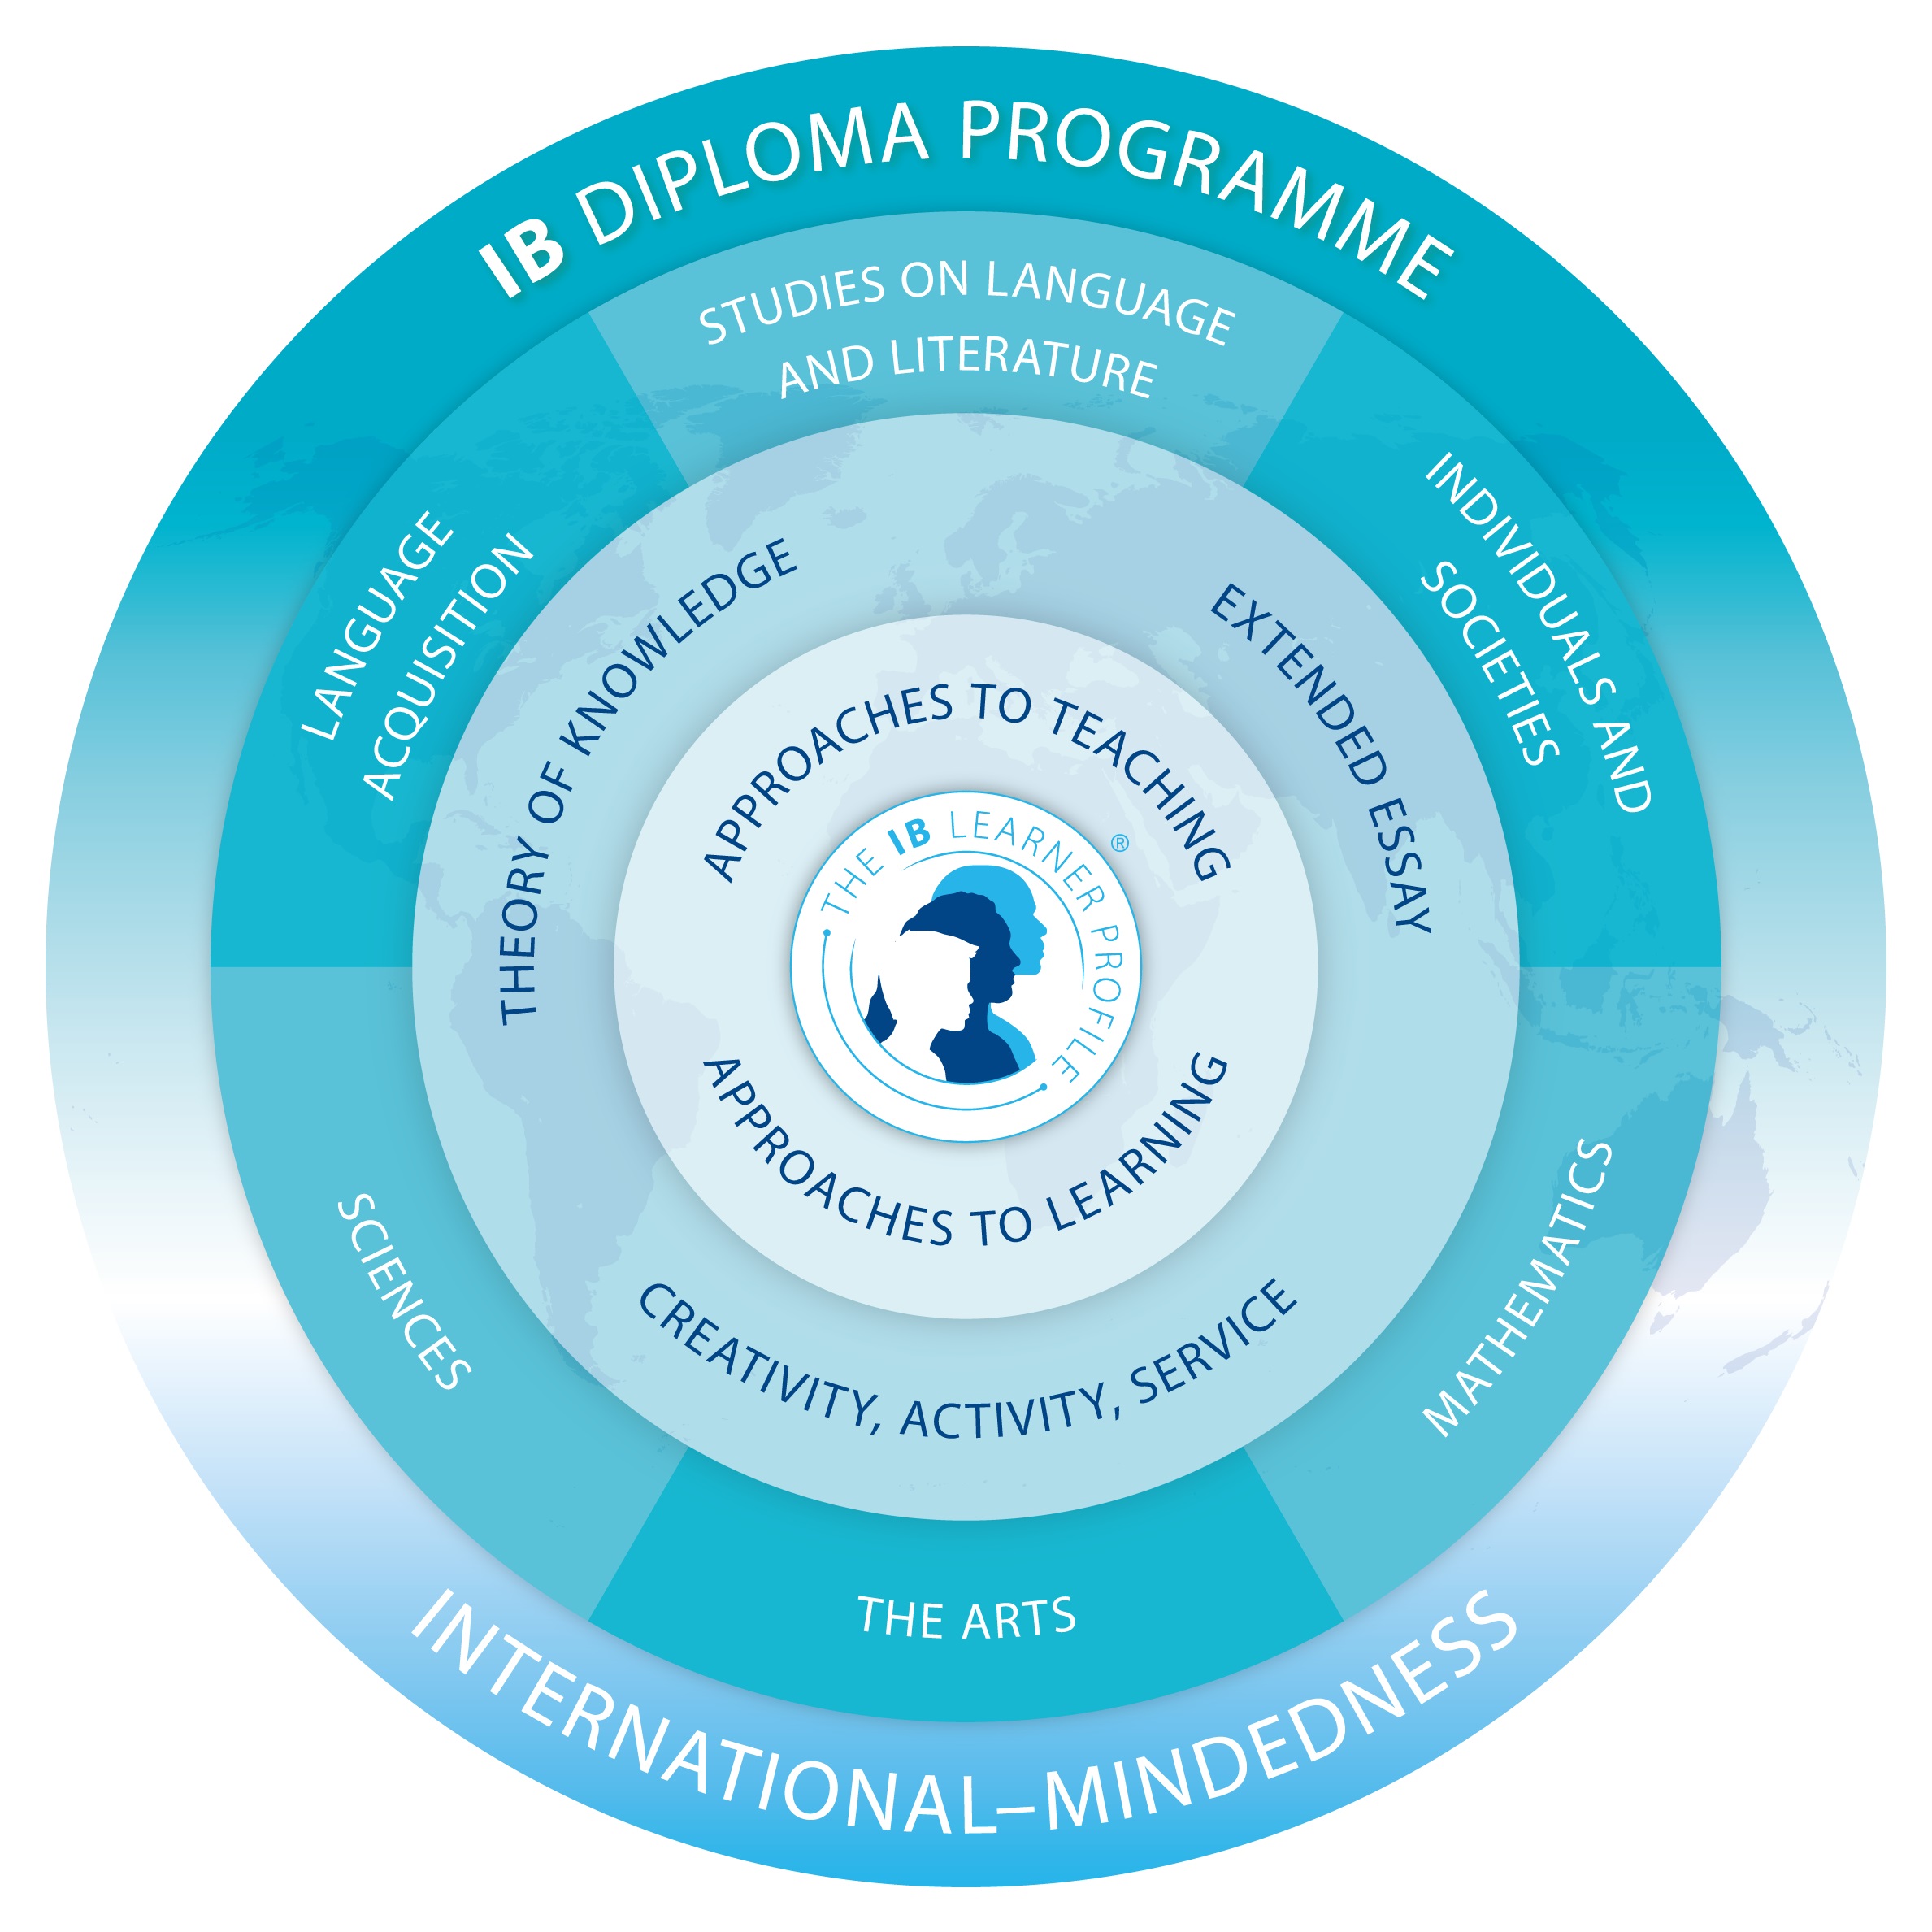 IB DIPLOMA PROGRAMME
STUDIES ON LANGUAGE
AND LITERATURE
LANGUAGE
ACQUISITION
INDIVIDUALS AND
SOCIETIES
THEORY OF KNOWLEDGE
EXTENDED ESSAY
APPROACHES TO TEACHING
THE IB LEARNER PROFILE
®
APPROACHES TO LEARNING
CREATIVITY, ACTIVITY, SERVICE
SCIENCES
MATHEMATICS
THE ARTS
INTERNATIONAL–MINDEDNESS